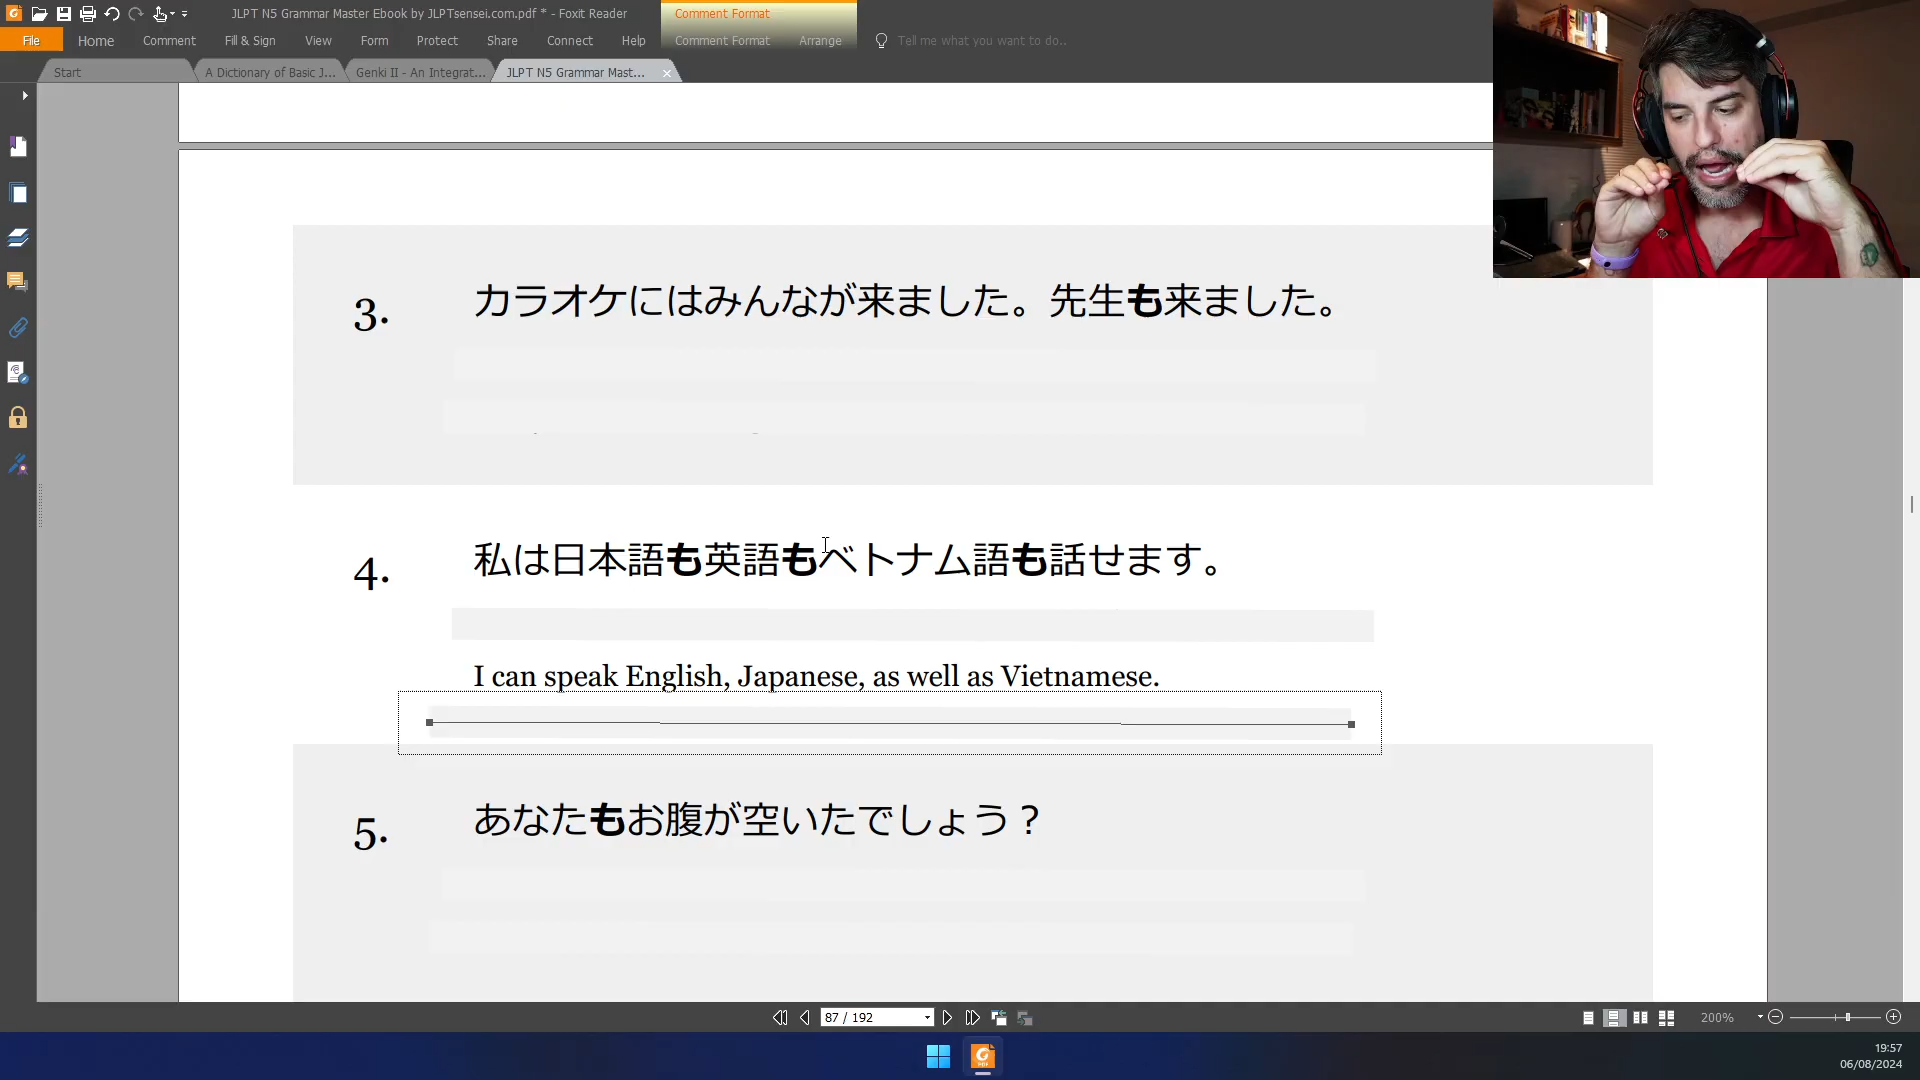 JLPT N5 Grammar Master Ebook by JLPTsensei.com.pdf * - Foxit Reader
Comment Format
File
Home
Comment
Fill & Sign
View
Form
Protect
Share
Connect
Help
Comment Format
Arrange
Tell me what you want to do..
Start
A Dictionary of Basic J...
Genki II - An Integrat...
JLPT N5 Grammar Mast...
3.
カラオケにはみんなが来ました。先生も来ました。
4.
私は日本語も英語もベトナム語も話せます。
I can speak English, Japanese, as well as Vietnamese.
5.
あなたもお腹が空いたでしょう？
87 / 192
200%
19:57
06/08/2024